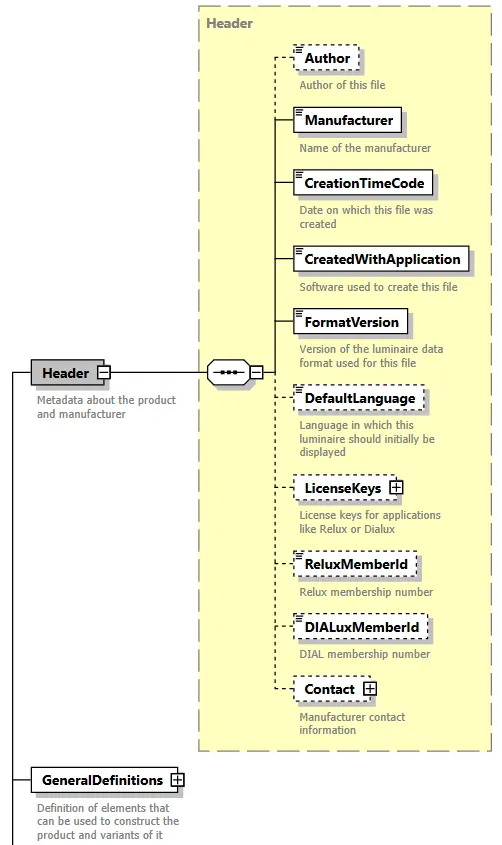 Header
Author
Author of this file
Manufacturer
Name of the manufacturer
CreationTimeCode
Date on which this file was
created
CreatedWithApplication
Software used to create this file
FormatVersion
Version of the luminaire data
format used for this file
Header
Metadata about the product
and manufacturer
DefaultLanguage
Language in which this
luminaire should initially be
displayed
LicenseKeys
License keys for applications
like Relux or Dialux
ReluxMemberId
Relux membership number
DIALuxMemberId
DIAL membership number
Contact
Manufacturer contact
information
GeneralDefinitions
Definition of elements that
can be used to construct the
product and variants of it